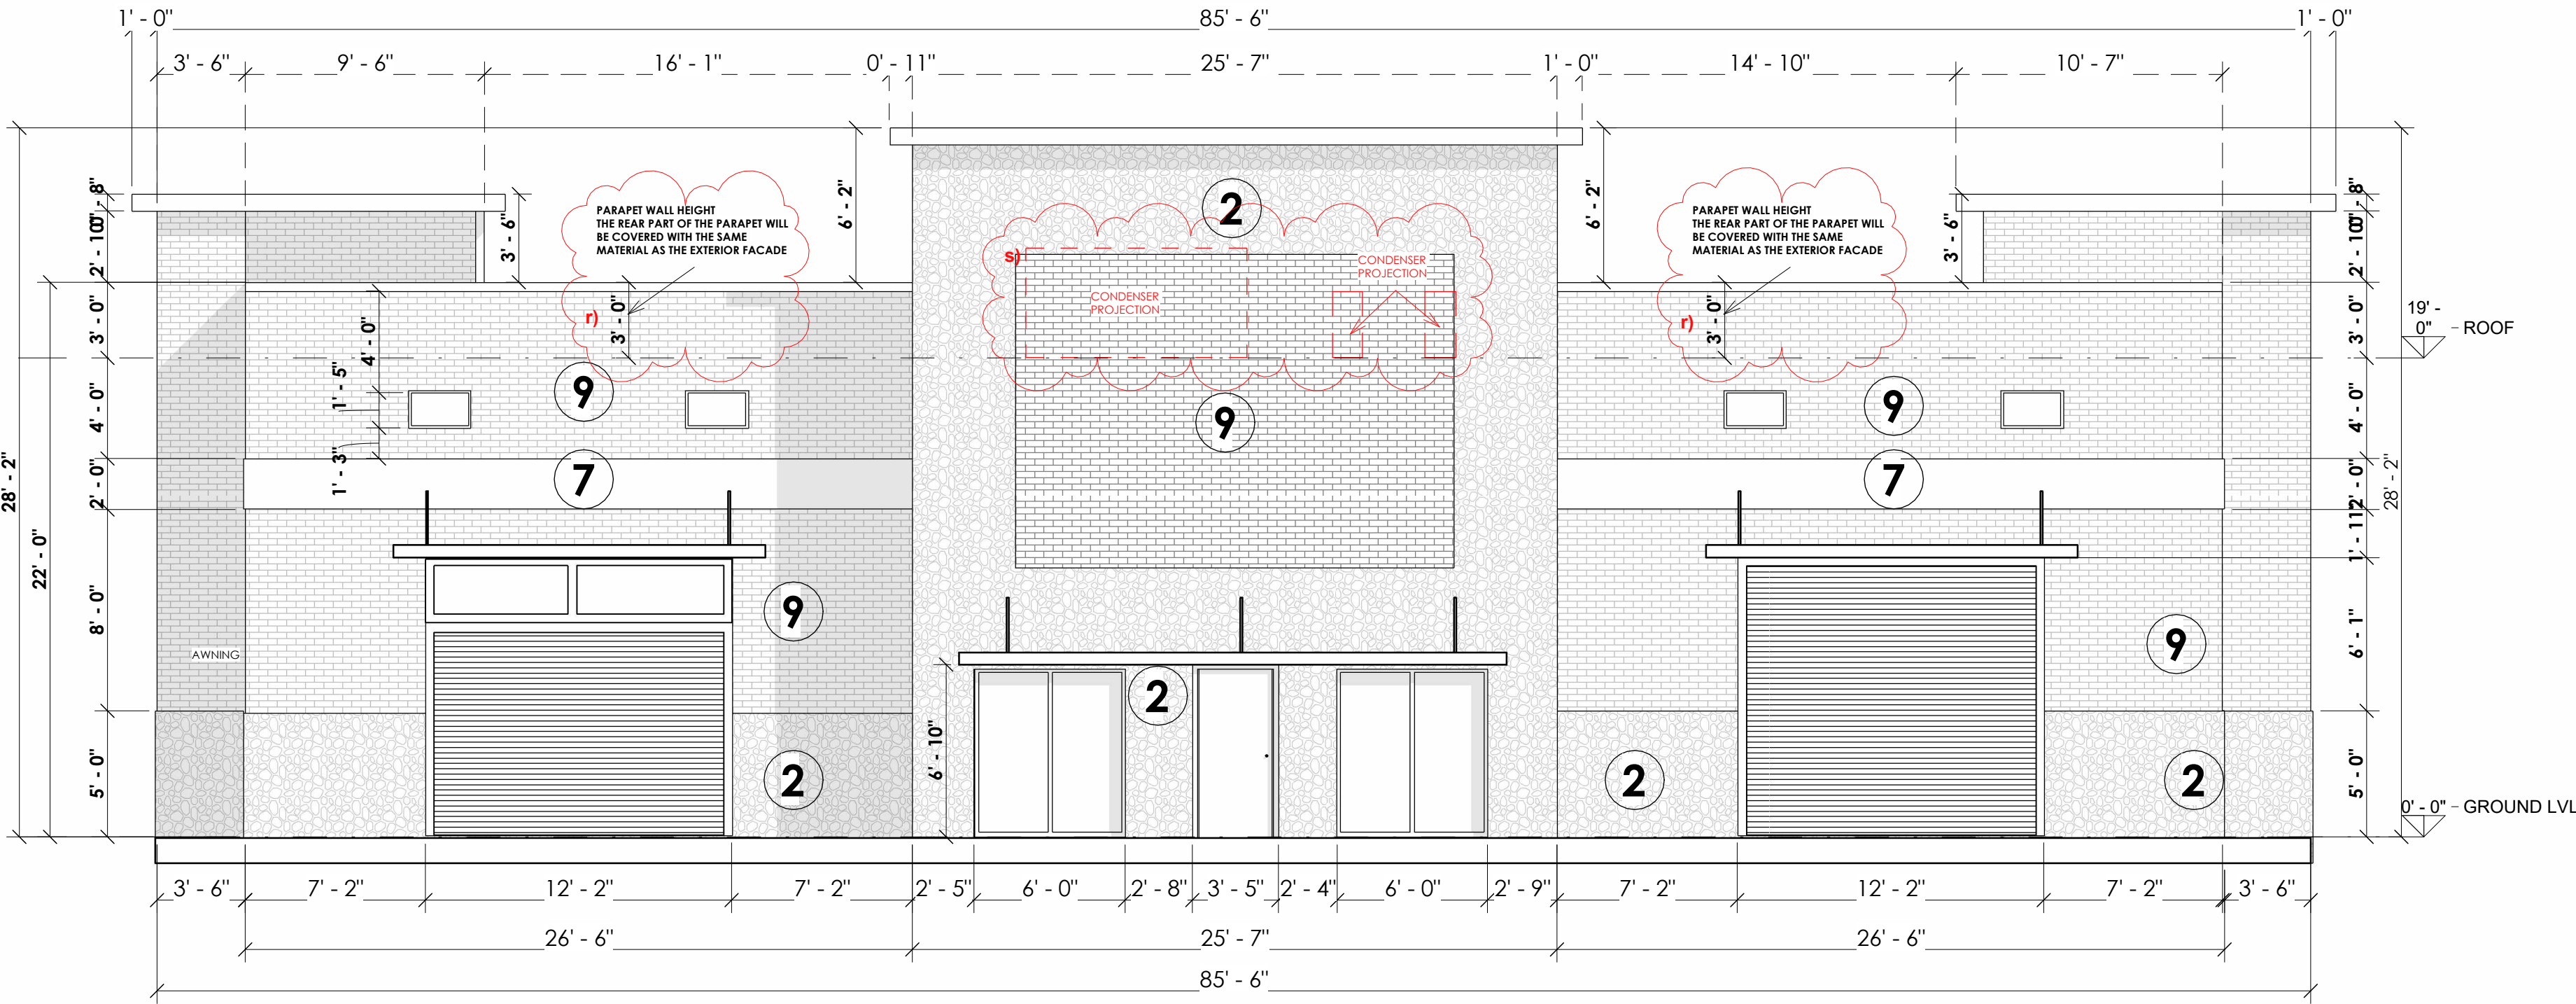 1' - 0" 85' - 6" 1' - 0"
3' - 6" 9' - 6" 16' - 1" 0' - 11" 25' - 7" 1' - 0" 14' - 10" 10' - 7"
28' - 2"
22' - 0"
0' - 8"
2' - 10"
3' - 0"
4' - 0"
2' - 0"
8' - 0"
5' - 0"
3' - 6"
6' - 2"
PARAPET WALL HEIGHT
THE REAR PART OF THE PARAPET WILL
BE COVERED WITH THE SAME
MATERIAL AS THE EXTERIOR FACADE
r)
3' - 0"
4' - 0"
1' - 5"
1' - 3"
9
7
9
2
AWNING
2
s)
CONDENSER
PROJECTION
CONDENSER
PROJECTION
9
2
6' - 10"
6' - 2"
3' - 6"
PARAPET WALL HEIGHT
THE REAR PART OF THE PARAPET WILL
BE COVERED WITH THE SAME
MATERIAL AS THE EXTERIOR FACADE
r)
3' - 0"
9
7
9
2
2
0' - 8"
2' - 10"
3' - 0"
4' - 0"
2' - 0"
1' - 11"
6' - 1"
5' - 0"
28' - 2"
19' -
0" ROOF
0' - 0" GROUND LVL
3' - 6" 7' - 2" 12' - 2" 7' - 2" 2' - 5" 6' - 0" 2' - 8" 3' - 5" 2' - 4" 6' - 0" 2' - 9" 7' - 2" 12' - 2" 7' - 2" 3' - 6"
26' - 6" 25' - 7" 26' - 6"
85' - 6"